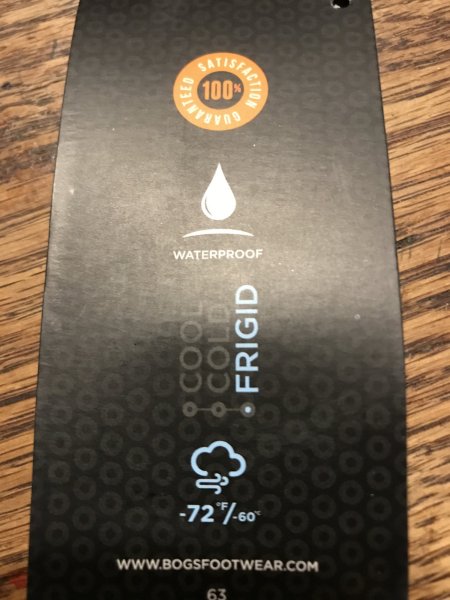 SATISFACTION
100%
GUARANTEED
WATERPROOF
COOL
COLD
FRIGID
-72°F/-60°C
WWW.BOGSFOOTWEAR.COM
63